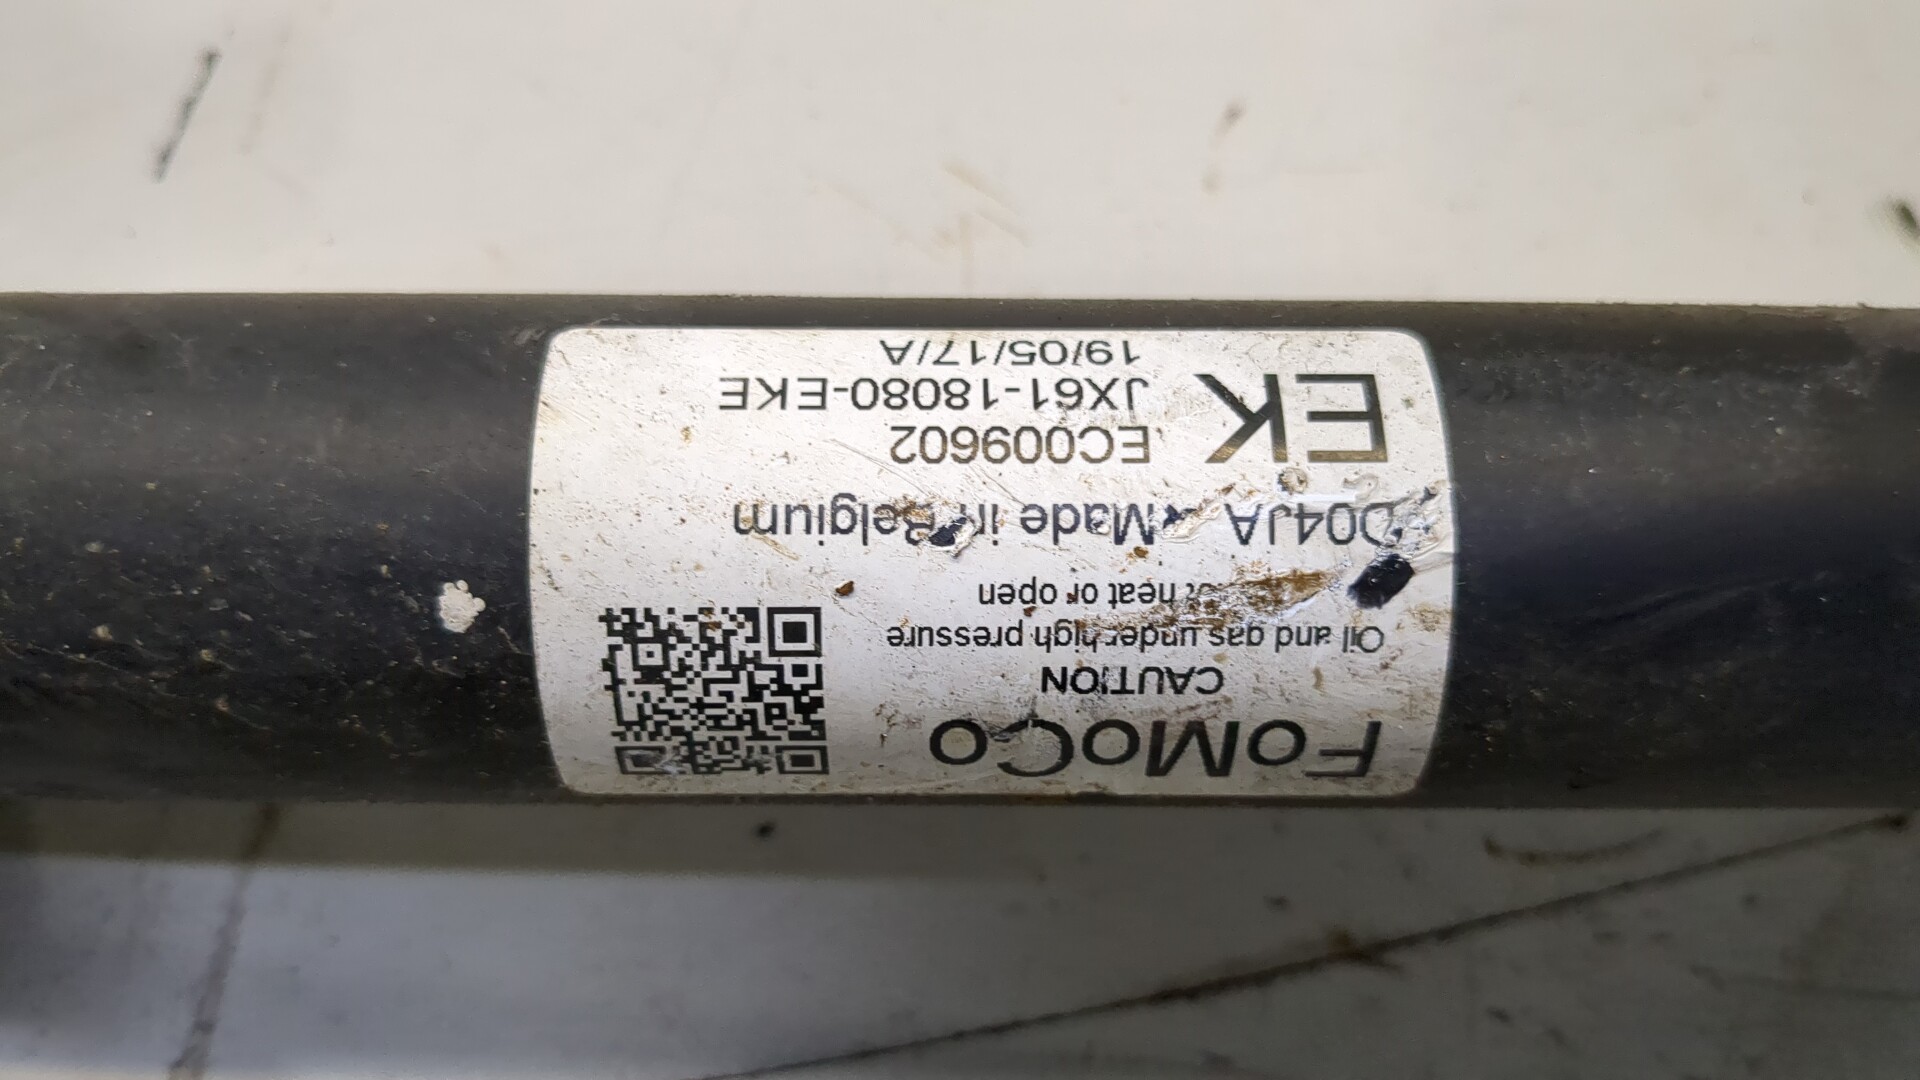 FoMoCo
CAUTION
Oil and gas under high pressure
heat or open
D04JA Made in Belgium
EK
EC009602
JX61-18080-EKE
19/05/17/A